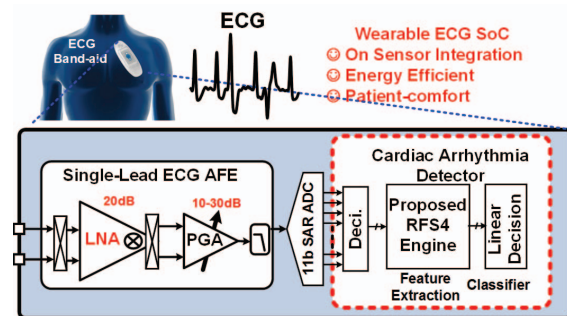 ECG
ECG
Band-aid
Wearable ECG SoC
☺ On Sensor Integration
☺ Energy Efficient
☺ Patient-comfort
Single-Lead ECG AFE
20dB
10-30dB
LNA
PGA
11b SAR ADC
Cardiac Arrhythmia
Detector
Deci.
Proposed
RFS4
Engine
Linear
Decision
Feature
Extraction
Classifier